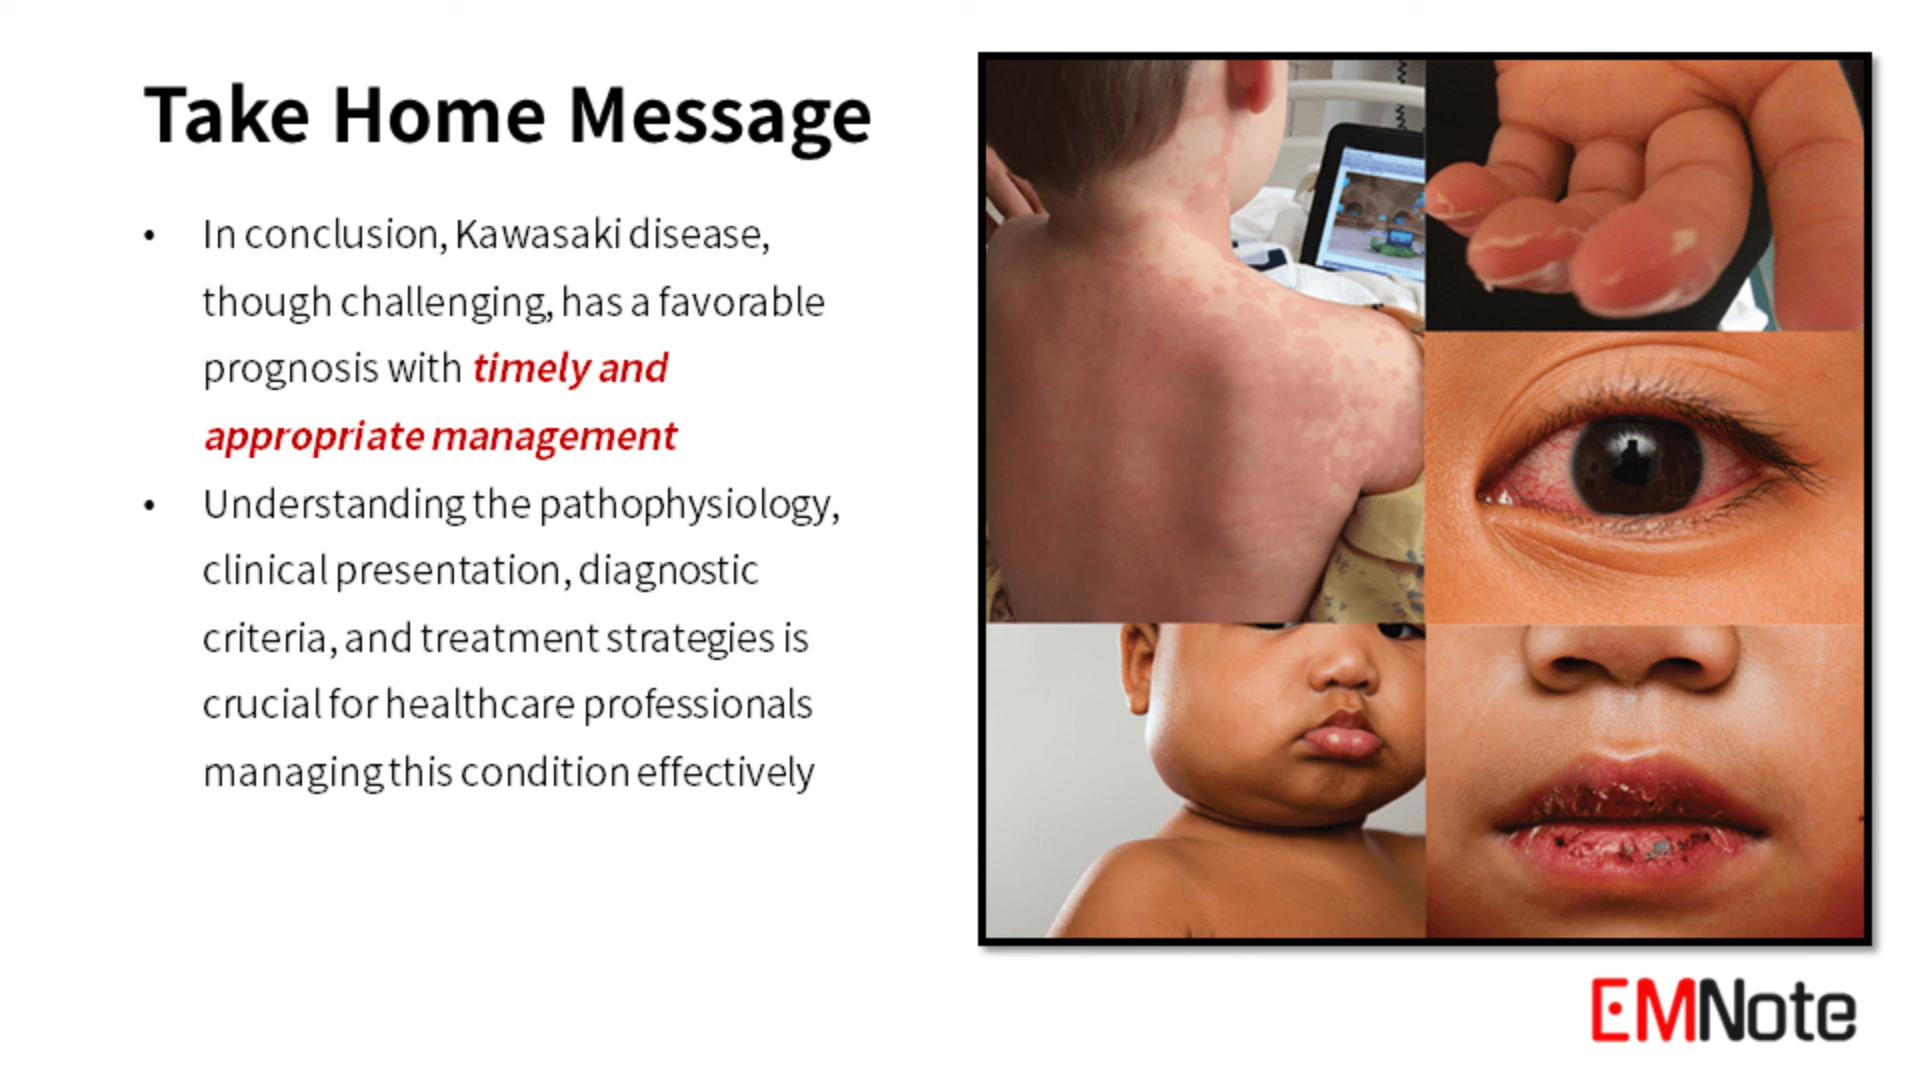 Take Home Message
• In conclusion, Kawasaki disease,
though challenging, has a favorable
prognosis with timely and
appropriate management
• Understanding the pathophysiology,
clinical presentation, diagnostic
criteria, and treatment strategies is
crucial for healthcare professionals
managing this condition effectively
EMNote